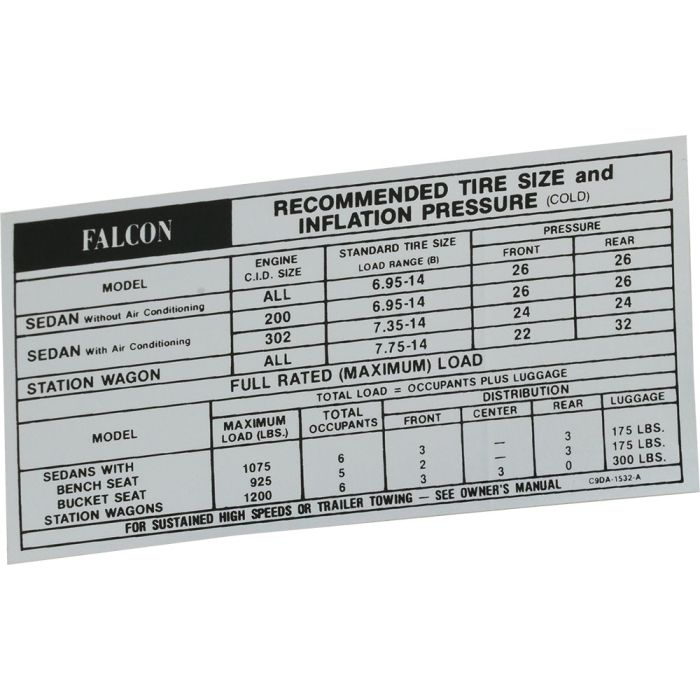 FALCON
RECOMMENDED TIRE SIZE and
INFLATION PRESSURE (COLD)
MODEL ENGINE C.I.D. SIZE STANDARD TIRE SIZE LOAD RANGE (B) PRESSURE FRONT REAR
SEDAN Without Air Conditioning ALL 6.95-14 26 26
SEDAN With Air Conditioning 200 6.95-14 26 26
302 7.35-14 24 24
STATION WAGON ALL 7.75-14 22 32
FULL RATED (MAXIMUM) LOAD
TOTAL LOAD = OCCUPANTS PLUS LUGGAGE
MODEL MAXIMUM LOAD (LBS.) TOTAL OCCUPANTS DISTRIBUTION FRONT CENTER REAR LUGGAGE
SEDANS WITH
BENCH SEAT 1075 6 3 — 3 175 LBS.
BUCKET SEAT 925 5 2 — 3 175 LBS.
STATION WAGONS 1200 6 3 3 0 300 LBS.
FOR SUSTAINED HIGH SPEEDS OR TRAILER TOWING — SEE OWNER'S MANUAL C9DA-1532-A